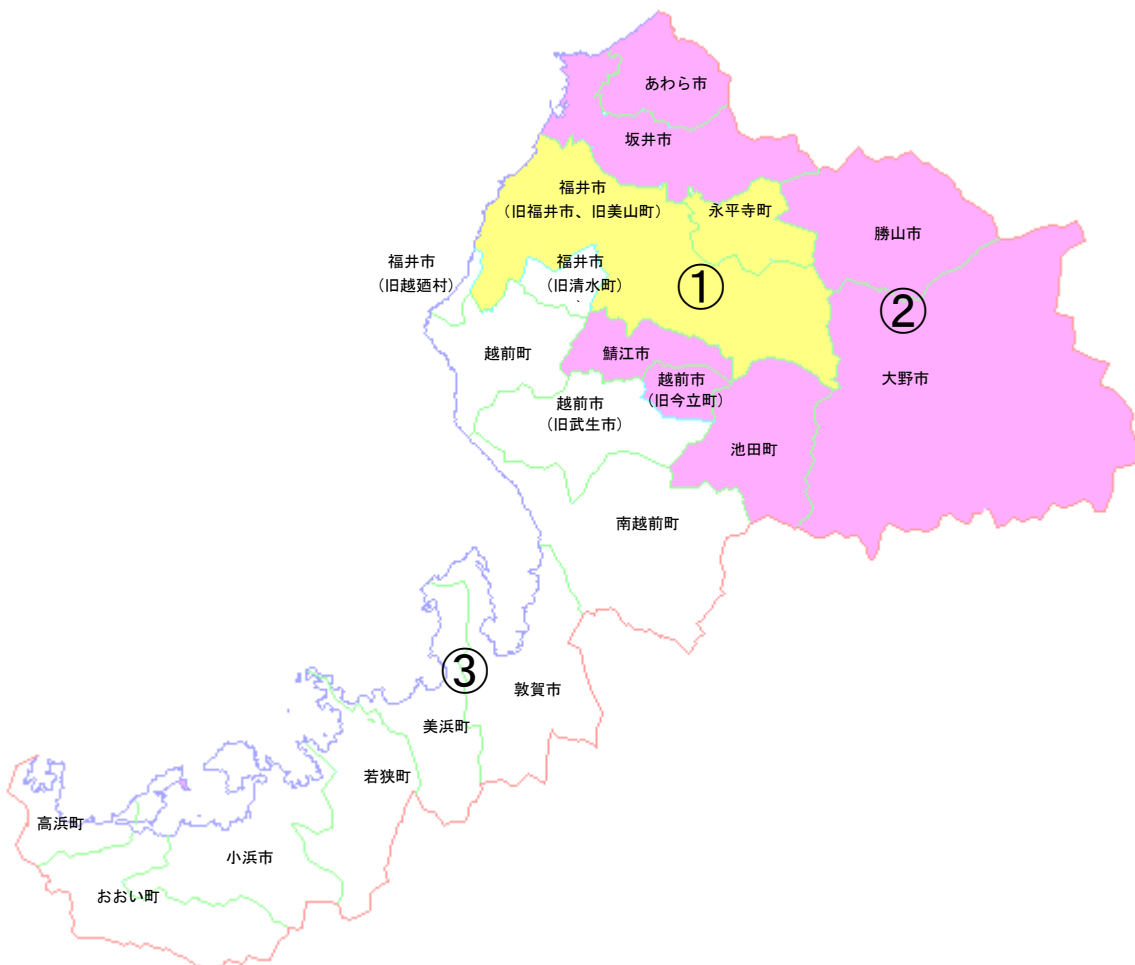 あわら市
坂井市
福井市
（旧福井市、旧美山町）
永平寺町
勝山市
福井市
（旧越廼村）
福井市
（旧清水町）
①
②
越前町
鯖江市
越前市
（旧今立町）
大野市
越前市
（旧武生市）
池田町
南越前町
③
敦賀市
美浜町
若狭町
高浜町
小浜市
おおい町